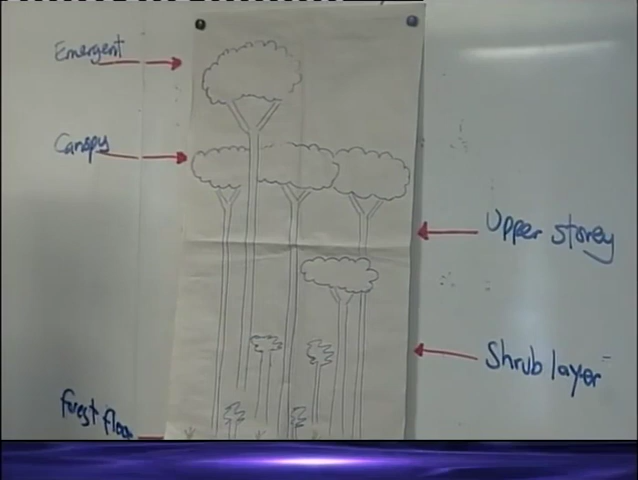 Emergent
Canopy
Upper storey
Shrub layer
Forest floor